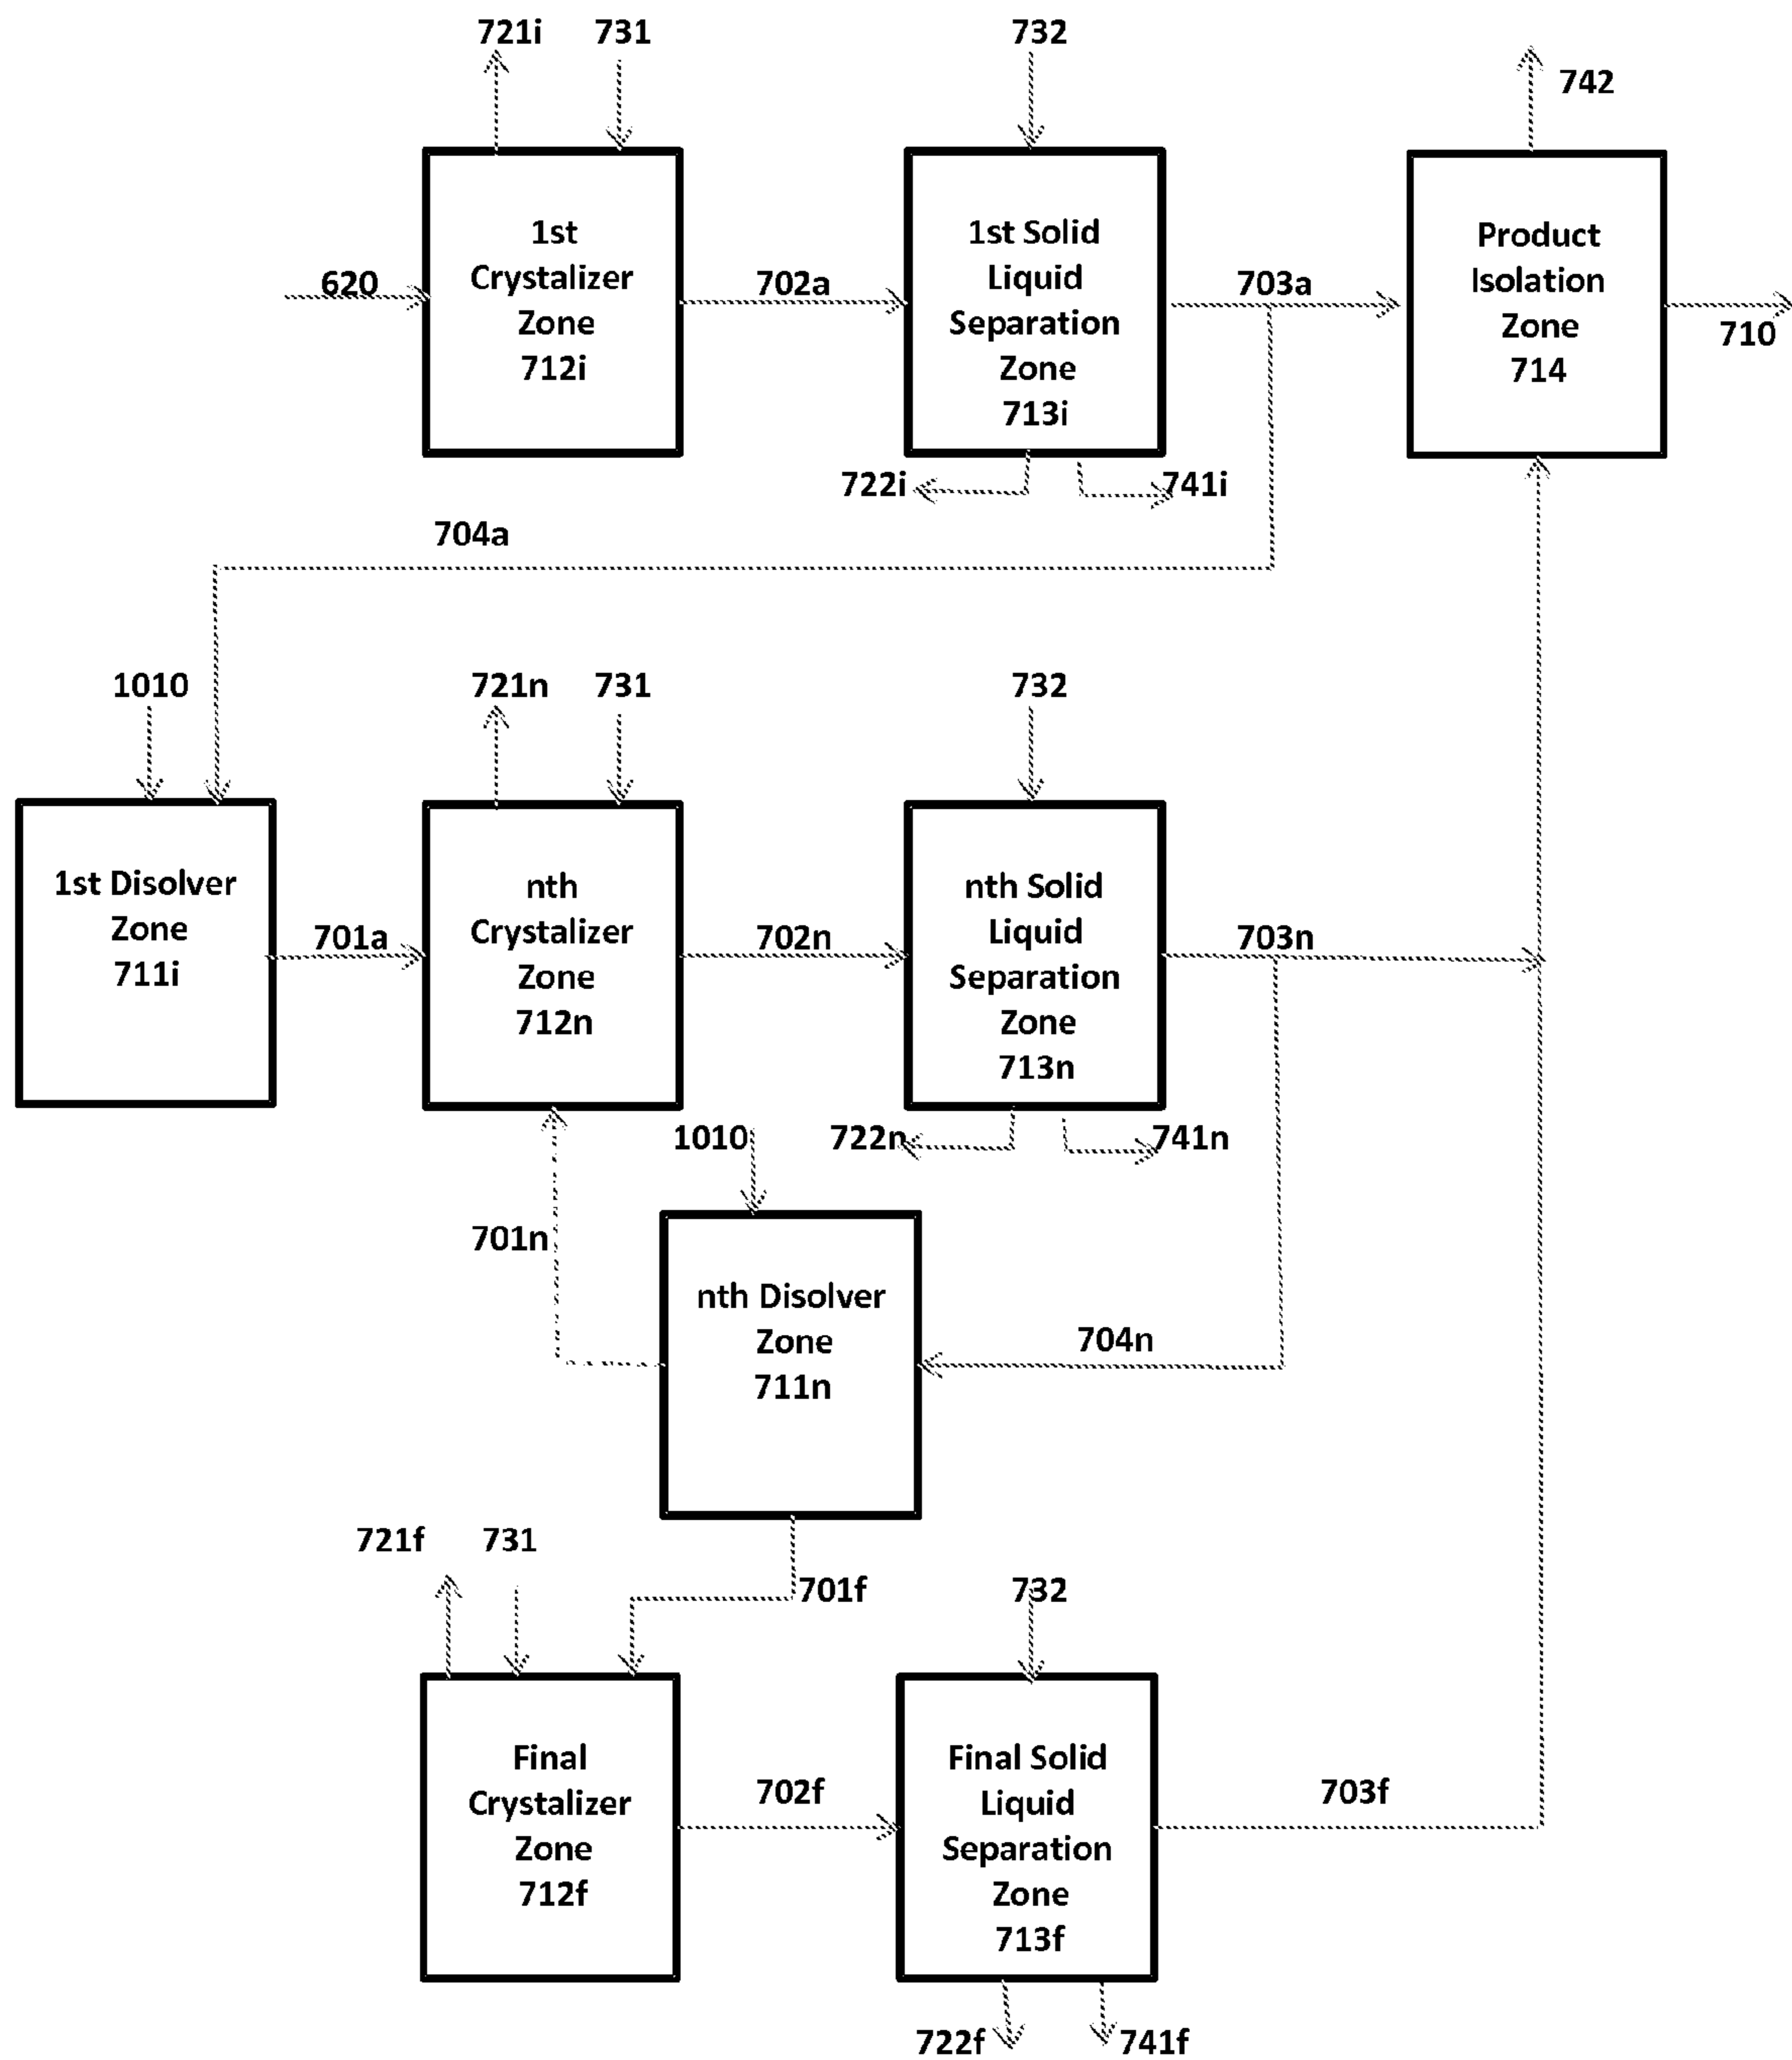 721i
731
732
742
1st
Crystalizer
Zone
712i
1st Solid
Liquid
Separation
Zone
713i
Product
Isolation
Zone
714
620
702a
703a
710
722i
741i
704a
1010
721n
731
732
1st Disolver
Zone
711i
nth
Crystalizer
Zone
712n
nth Solid
Liquid
Separation
Zone
713n
701a
702n
703n
1010
722n
741n
701n
nth Disolver
Zone
711n
704n
721f
731
701f
732
Final
Crystalizer
Zone
712f
Final Solid
Liquid
Separation
Zone
713f
702f
703f
722f
741f